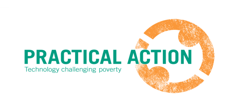 PRACTICAL ACTION
Technology challenging poverty